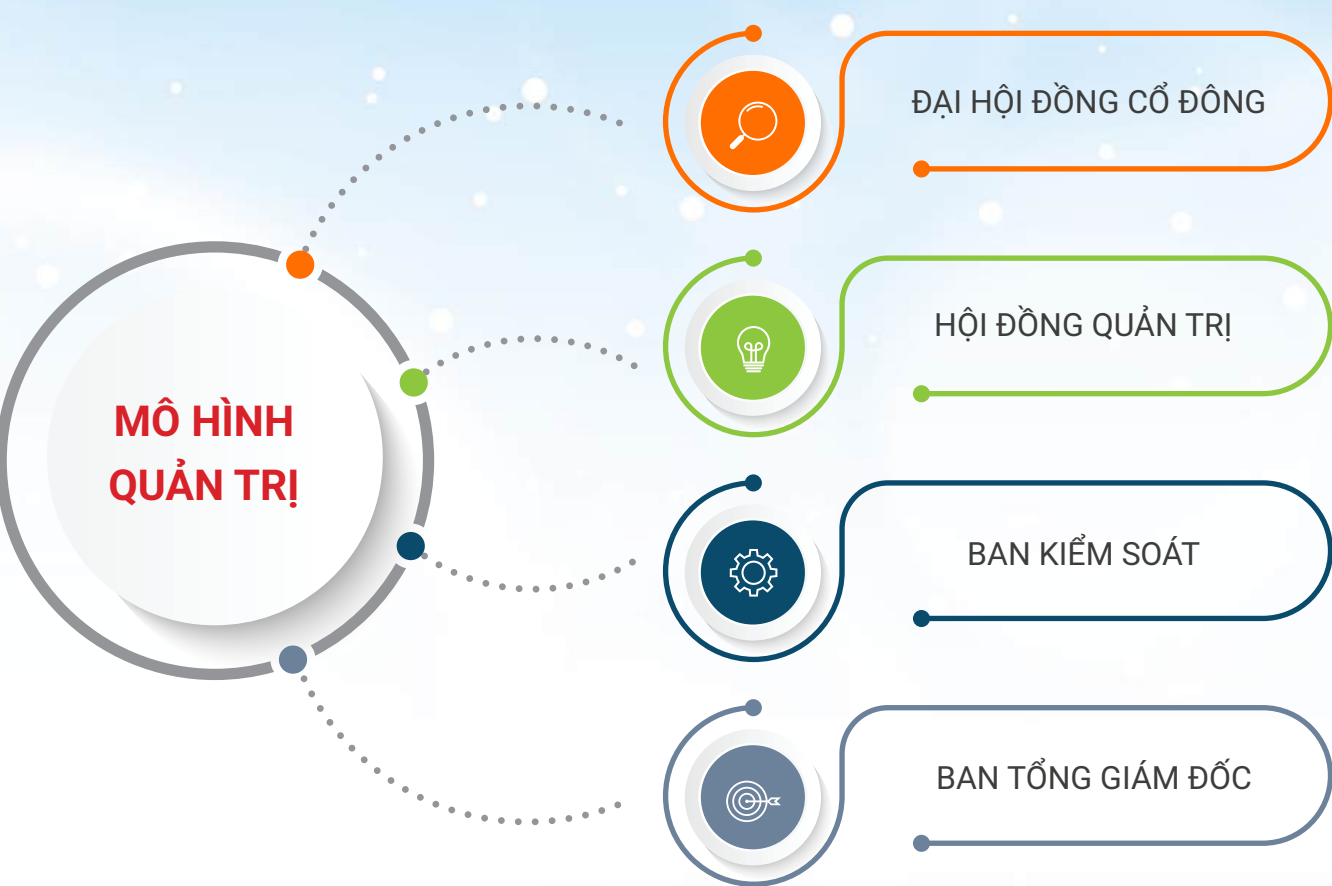 MÔ HÌNH
QUẢN TRỊ
ĐẠI HỘI ĐỒNG CỔ ĐÔNG
HỘI ĐỒNG QUẢN TRỊ
BAN KIỂM SOÁT
BAN TỔNG GIÁM ĐỐC